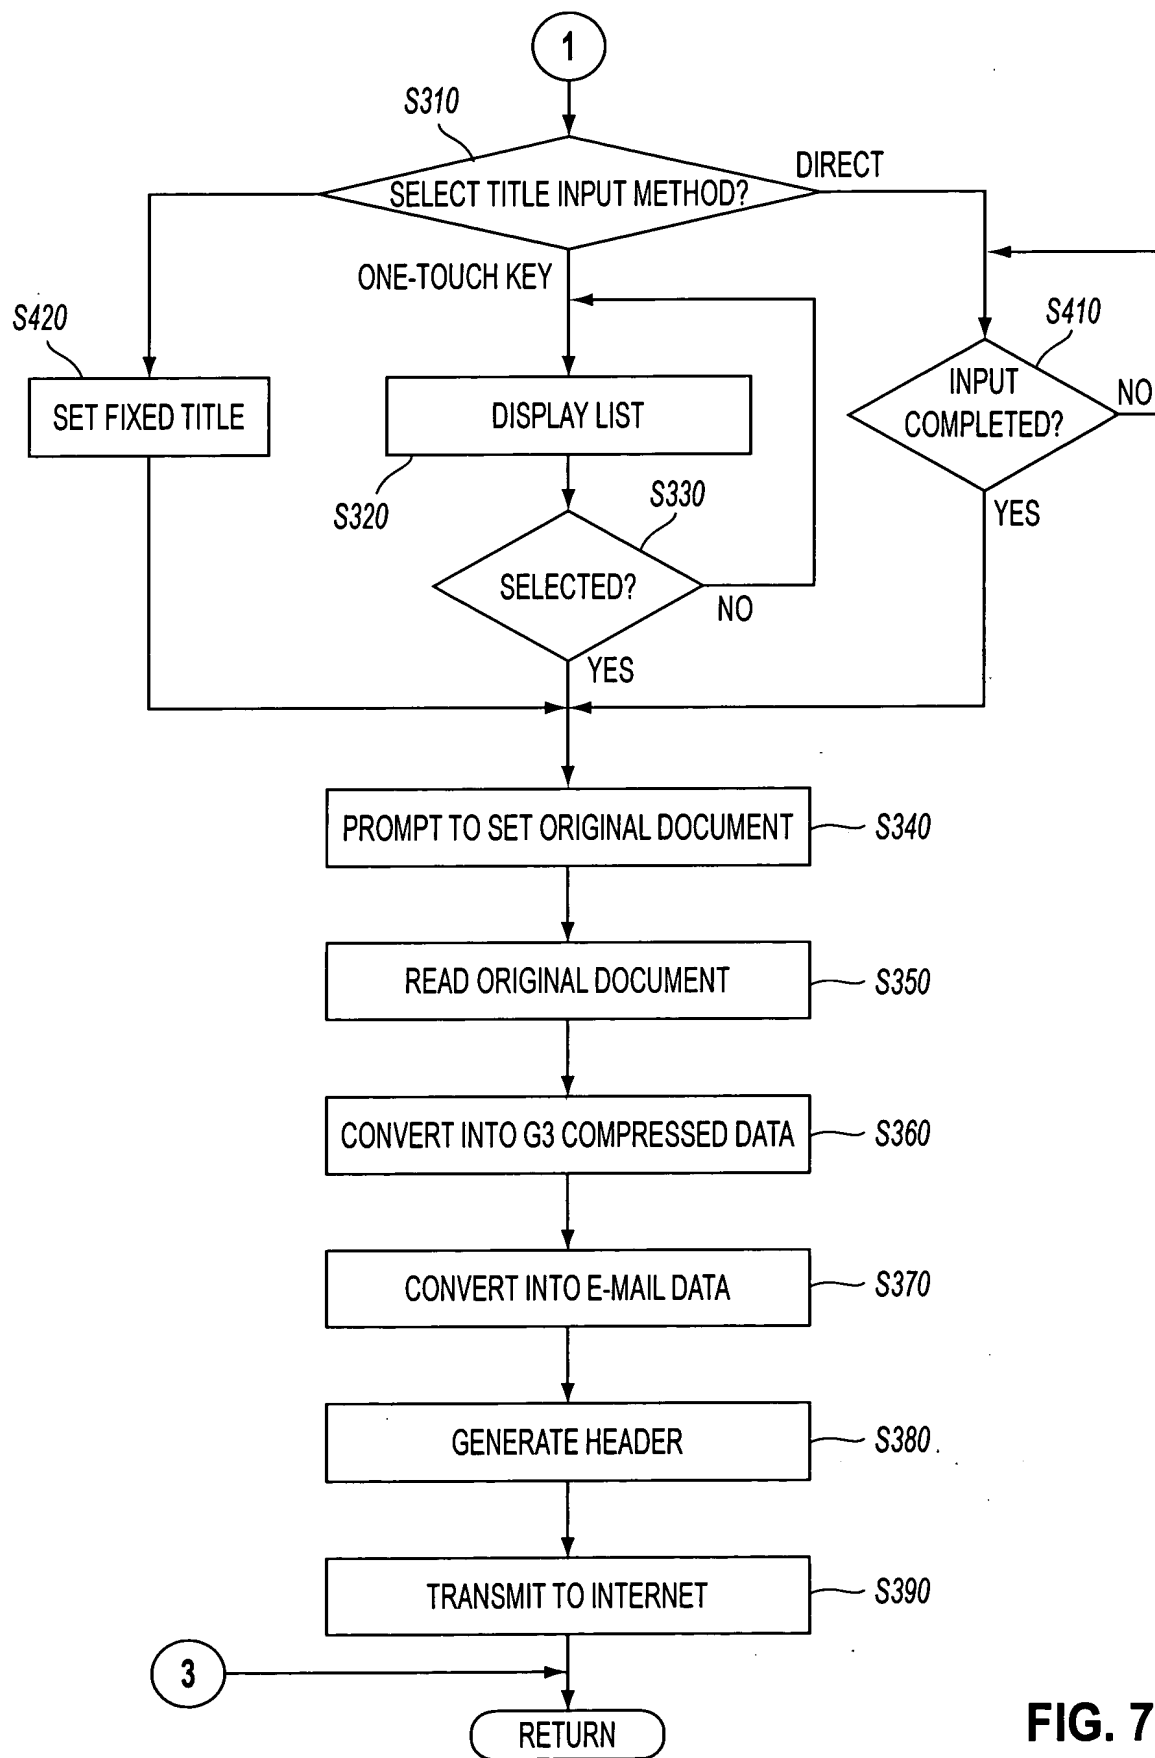 1
S310
DIRECT
SELECT TITLE INPUT METHOD?
ONE-TOUCH KEY
S420
S410
SET FIXED TITLE
DISPLAY LIST
INPUT
COMPLETED?
NO
S320
S330
YES
SELECTED?
NO
YES
PROMPT TO SET ORIGINAL DOCUMENT
S340
READ ORIGINAL DOCUMENT
S350
CONVERT INTO G3 COMPRESSED DATA
S360
CONVERT INTO E-MAIL DATA
S370
GENERATE HEADER
S380
TRANSMIT TO INTERNET
S390
3
RETURN
FIG. 7